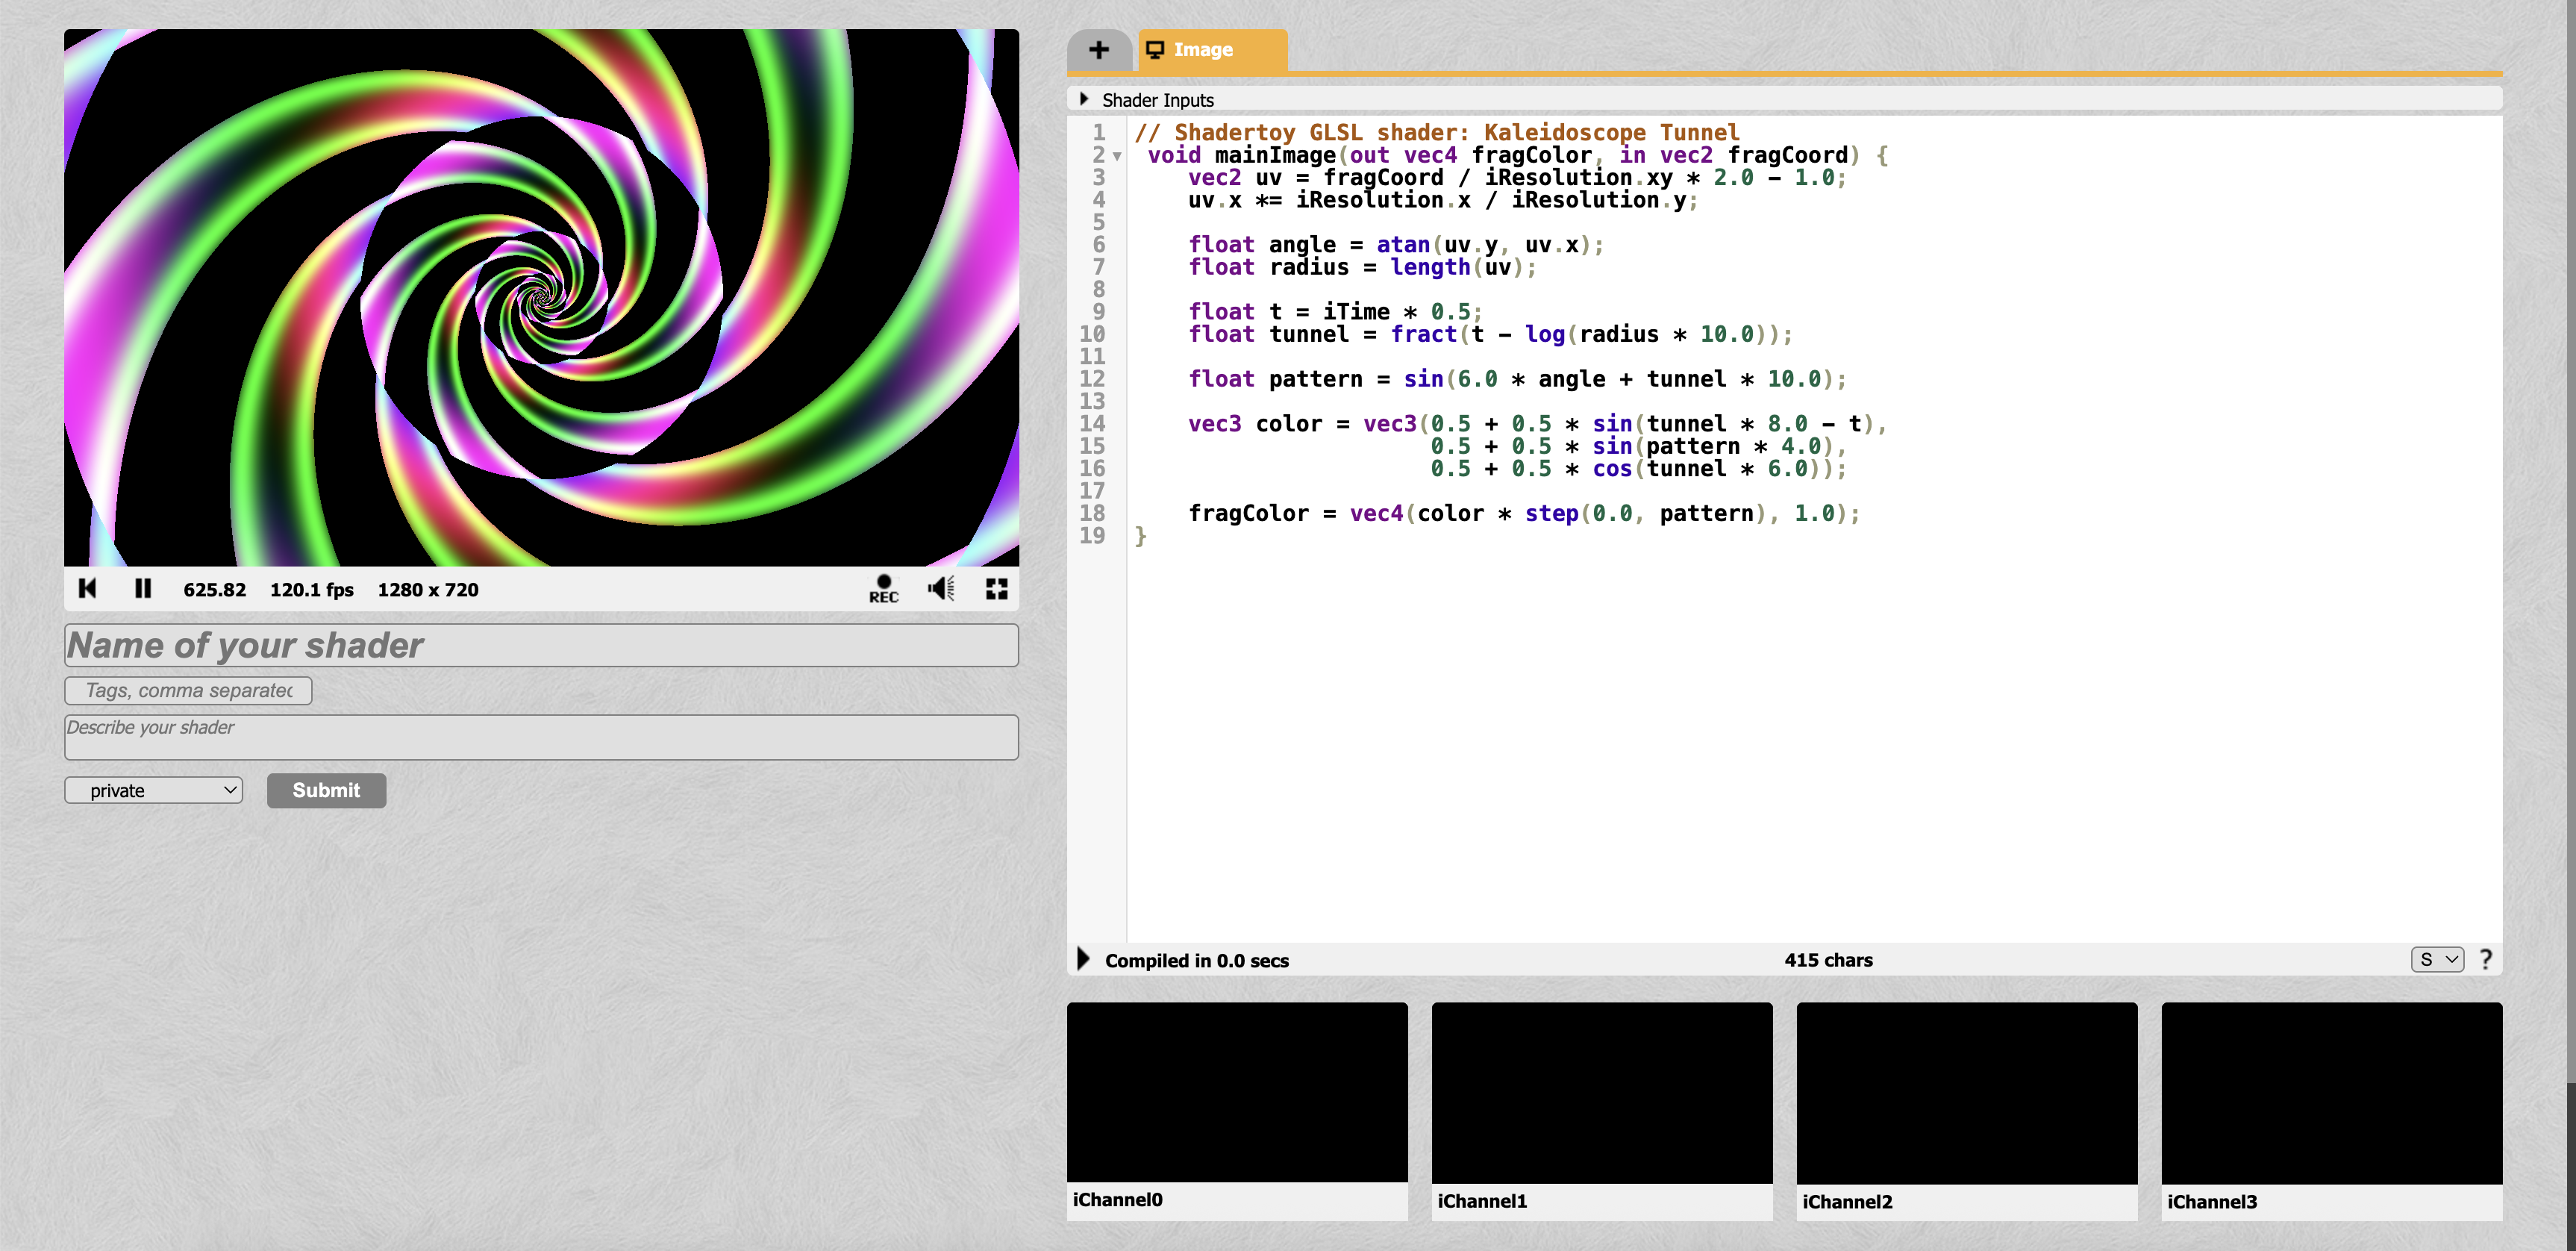 625.82 120.1 fps 1280 x 720 REC
Name of your shader
Tags, comma separated
Describe your shader
private Submit
+ Image
Shader Inputs
1 // Shadertoy GLSL shader: Kaleidoscope Tunnel
2 void mainImage(out vec4 fragColor, in vec2 fragCoord) {
3 vec2 uv = fragCoord / iResolution.xy * 2.0 - 1.0;
4 uv.x *= iResolution.x / iResolution.y;
5
6 float angle = atan(uv.y, uv.x);
7 float radius = length(uv);
8
9 float t = iTime * 0.5;
10 float tunnel = fract(t - log(radius * 10.0));
11
12 float pattern = sin(6.0 * angle + tunnel * 10.0);
13
14 vec3 color = vec3(0.5 + 0.5 * sin(tunnel * 8.0 - t),
15 0.5 + 0.5 * sin(pattern * 4.0),
16 0.5 + 0.5 * cos(tunnel * 6.0));
17
18 fragColor = vec4(color * step(0.0, pattern), 1.0);
19 }
Compiled in 0.0 secs 415 chars S ?
iChannel0 iChannel1 iChannel2 iChannel3